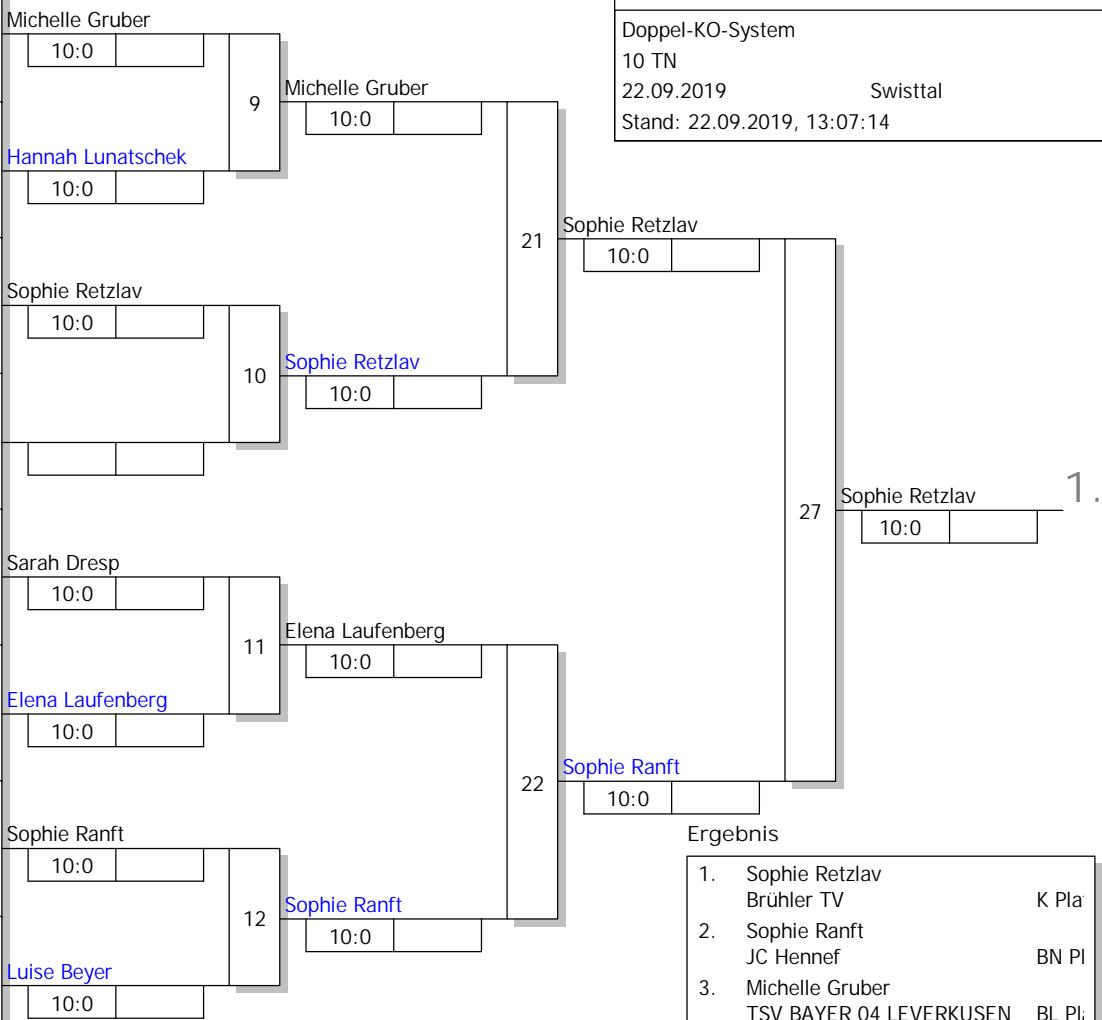 Michelle Gruber
10:0
Doppel-KO-System
10 TN
22.09.2019 Swisttal
Stand: 22.09.2019, 13:07:14
9
Michelle Gruber
10:0
Hannah Lunatschek
10:0
21
Sophie Retzlav
10:0
Sophie Retzlav
10:0
10
Sophie Retzlav
10:0
27
Sophie Retzlav
10:0
1.
Sarah Dresp
10:0
11
Elena Laufenberg
10:0
Elena Laufenberg
10:0
22
Sophie Ranft
10:0
Sophie Ranft
10:0
12
Sophie Ranft
10:0
Luise Beyer
10:0
Ergebnis
1. Sophie Retzlav
Brühler TV K
2. Sophie Ranft
JC Hennef BN
3. Michelle Gruber
TSV BAYER 04 LEVERKUSEN BL